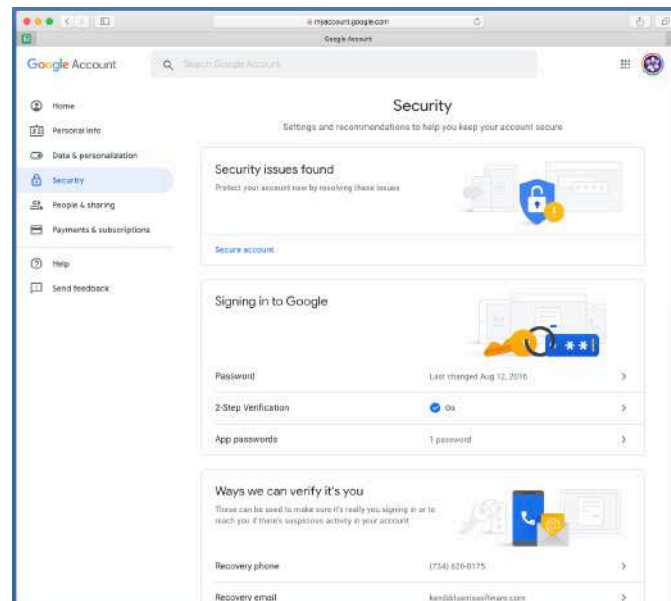 myaccount.google.com
Google Account
Google Account
Search Google Account
Home
Personal info
Data & personalization
Security
People & sharing
Payments & subscriptions
Help
Send feedback
Security
Settings and recommendations to help you keep your account secure
Security issues found
Protect your account now by resolving these issues
Secure account
Signing in to Google
Password
Last changed Aug 12, 2016
2-Step Verification
On
App passwords
1 password
Ways we can verify it's you
These can be used to make sure it's really you signing in or to
reach you if there's suspicious activity in your account
Recovery phone
(734) 626-0175
Recovery email